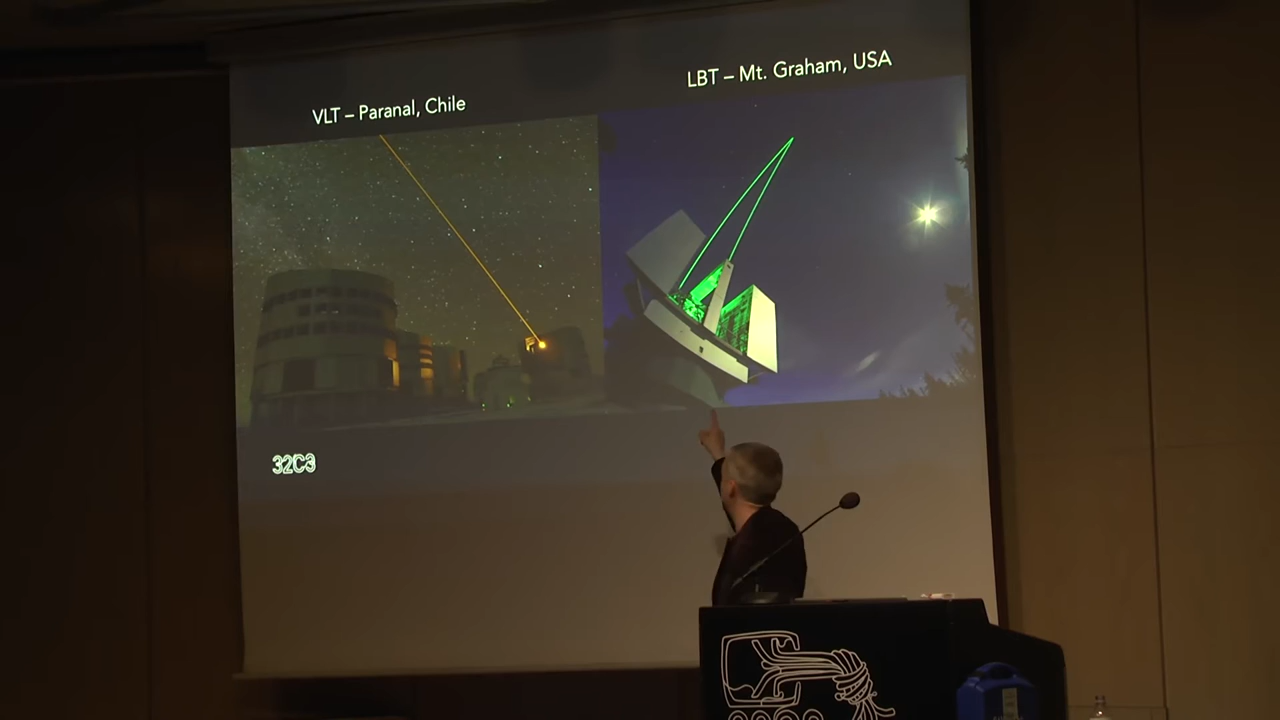 VLT – Paranal, Chile
LBT – Mt. Graham, USA
32C3